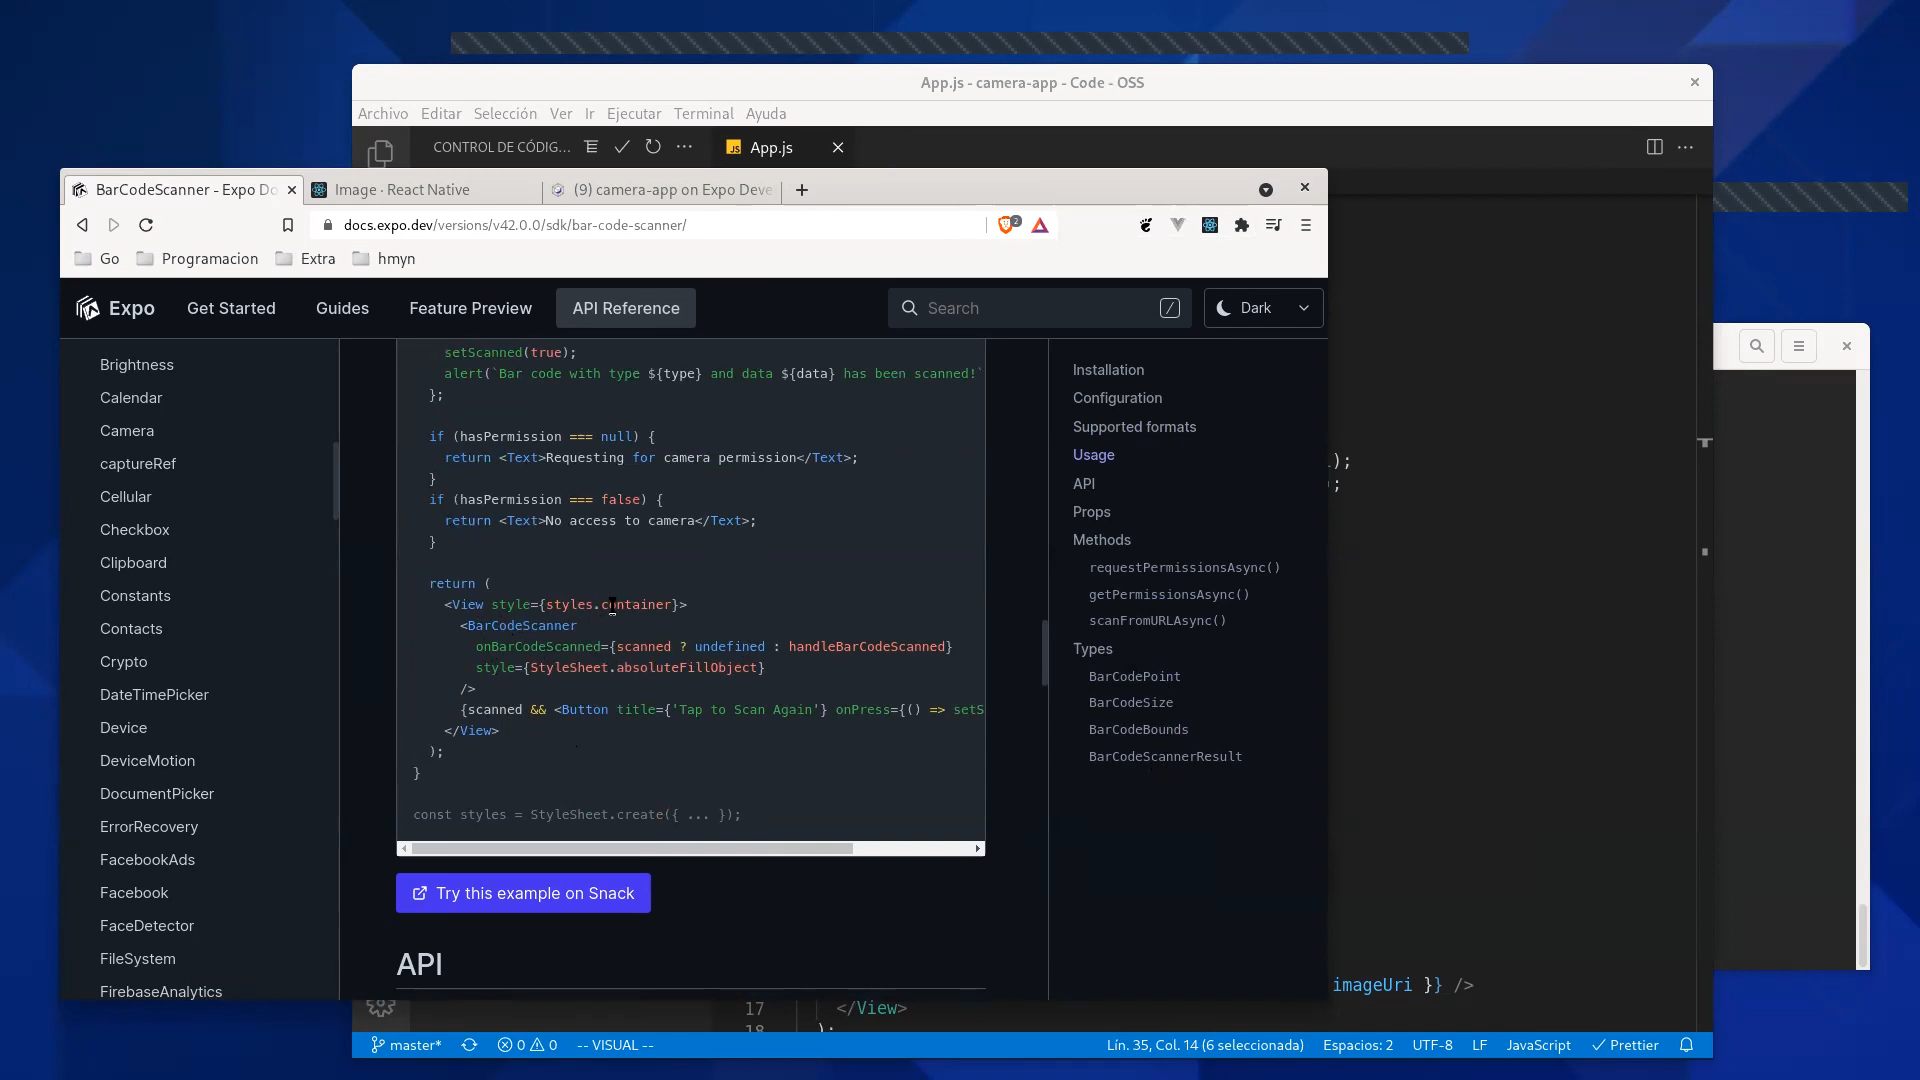 App.js - camera-app - Code - OSS
Archivo Editar Selección Ver Ir Ejecutar Terminal Ayuda
CONTROL DE CÓDIG... App.js
BarCodeScanner - Expo Do Image · React Native (9) camera-app on Expo Deve
docs.expo.dev/versions/v42.0.0/sdk/bar-code-scanner/ 2
Go Programacion Extra hmyn
Expo Get Started Guides Feature Preview API Reference Search / Dark
Brightness
Calendar
Camera
captureRef
Cellular
Checkbox
Clipboard
Constants
Contacts
Crypto
DateTimePicker
Device
DeviceMotion
DocumentPicker
ErrorRecovery
FacebookAds
Facebook
FaceDetector
FileSystem
FirebaseAnalytics
setScanned(true);
alert(`Bar code with type ${type} and data ${data} has been scanned!`
};
if (hasPermission === null) {
return <Text>Requesting for camera permission</Text>;
}
if (hasPermission === false) {
return <Text>No access to camera</Text>;
}
return (
<View style={styles.container}>
<BarCodeScanner
onBarCodeScanned={scanned ? undefined : handleBarCodeScanned}
style={StyleSheet.absoluteFillObject}
/>
{scanned && <Button title={'Tap to Scan Again'} onPress={() => setS
</View>
);
}
const styles = StyleSheet.create({ ... });
Try this example on Snack
API
Installation
Configuration
Supported formats
Usage
API
Props
Methods
requestPermissionsAsync()
getPermissionsAsync()
scanFromURLAsync()
Types
BarCodePoint
BarCodeSize
BarCodeBounds
BarCodeScannerResult
);
;
imageUri }} />
17 </View>
18 );
master* 0 0 -- VISUAL -- Lín. 35, Col. 14 (6 seleccionada) Espacios: 2 UTF-8 LF JavaScript Prettier